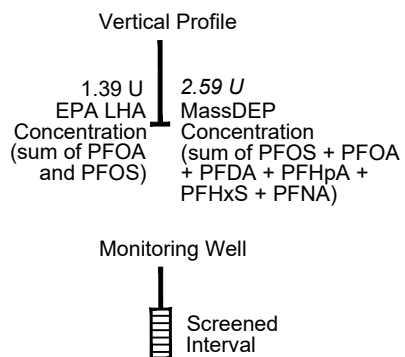 Vertical Profile
1.39 U
EPA LHA
Concentration
(sum of PFOA
and PFOS)
2.59 U
MassDEP
Concentration
(sum of PFOS + PFOA
+ PFDA + PFHpA +
PFHxS + PFNA)
Monitoring Well
Screened
Interval